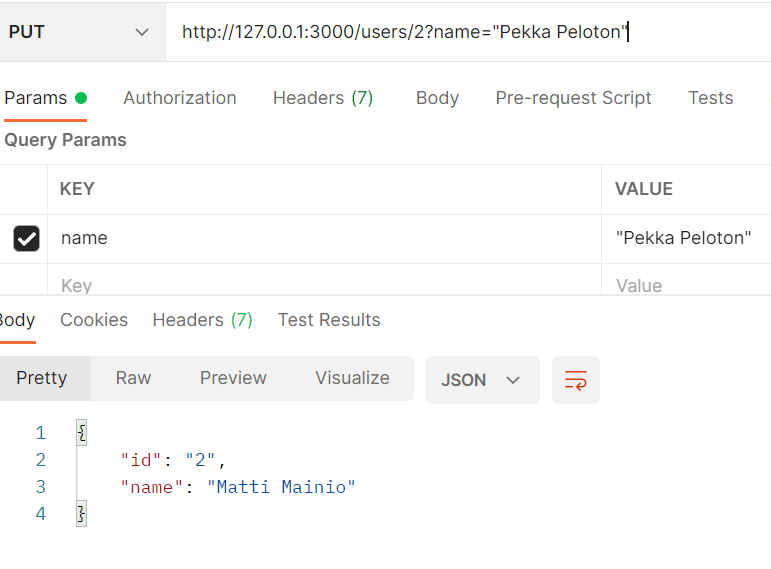 PUT http://127.0.0.1:3000/users/2?name="Pekka Peloton"
Params Authorization Headers (7) Body Pre-request Script Tests
Query Params
KEY VALUE
name "Pekka Peloton"
Key Value
Body Cookies Headers (7) Test Results
Pretty Raw Preview Visualize JSON
1 {
2 "id": "2",
3 "name": "Matti Mainio"
4 }